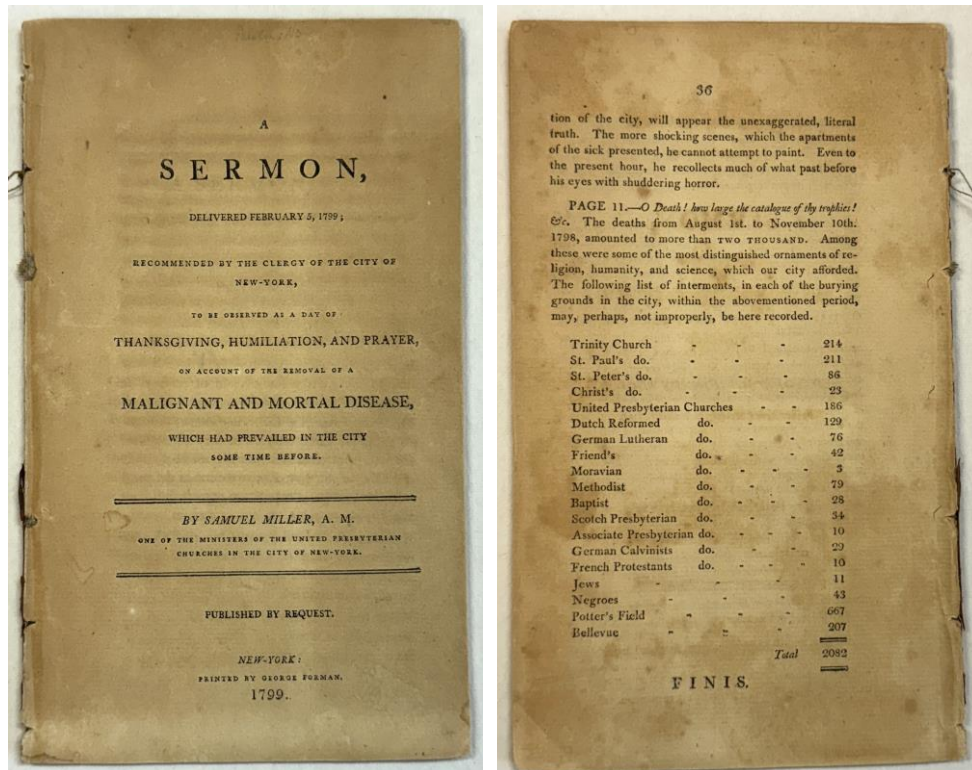 A
SERMON,
DELIVERED FEBRUARY 5, 1799;
RECOMMENDED BY THE CLERGY OF THE CITY OF
NEW-YORK,
TO BE OBSERVED AS A DAY OF
THANKSGIVING, HUMILIATION, AND PRAYER,
ON ACCOUNT OF THE REMOVAL OF A
MALIGNANT AND MORTAL DISEASE,
WHICH HAD PREVAILED IN THE CITY
SOME TIME BEFORE.
BY SAMUEL MILLER, A. M.
ONE OF THE MINISTERS OF THE UNITED PRESBYTERIAN
CHURCHES IN THE CITY OF NEW-YORK.
PUBLISHED BY REQUEST.
NEW-YORK:
PRINTED BY GEORGE FORMAN.
1799.
36
tion of the city, will appear the unexaggerated, literal
truth. The more shocking scenes, which the apartments
of the sick presented, he cannot attempt to paint. Even to
the present hour, he recollects much of what past before
his eyes with shuddering horror.
PAGE 11.—O Death! how large the catalogue of thy trophies!
&c. The deaths from August 1st. to November 10th.
1798, amounted to more than TWO THOUSAND. Among
these were some of the most distinguished ornaments of re-
ligion, humanity, and science, which our city afforded.
The following list of interments, in each of the burying
grounds in the city, within the abovementioned period,
may, perhaps, not improperly, be here recorded.
Trinity Church - - - 214
St. Paul's do. - - - 211
St. Peter's do. - - - 86
Christ's do. - - - 23
United Presbyterian Churches - - 186
Dutch Reformed do. - - 129
German Lutheran do. - - 76
Friend's do. - - 42
Moravian do. - - - 3
Methodist do. - - - 79
Baptist do. - - - 28
Scotch Presbyterian do. - - - 34
Associate Presbyterian do. - - - 10
German Calvinists do. - - - 29
French Protestants do. - - - 10
Jews - - - 11
Negroes - - - 43
Potter's Field - - - 667
Bellevue - - - 207
Total 2082
FINIS.